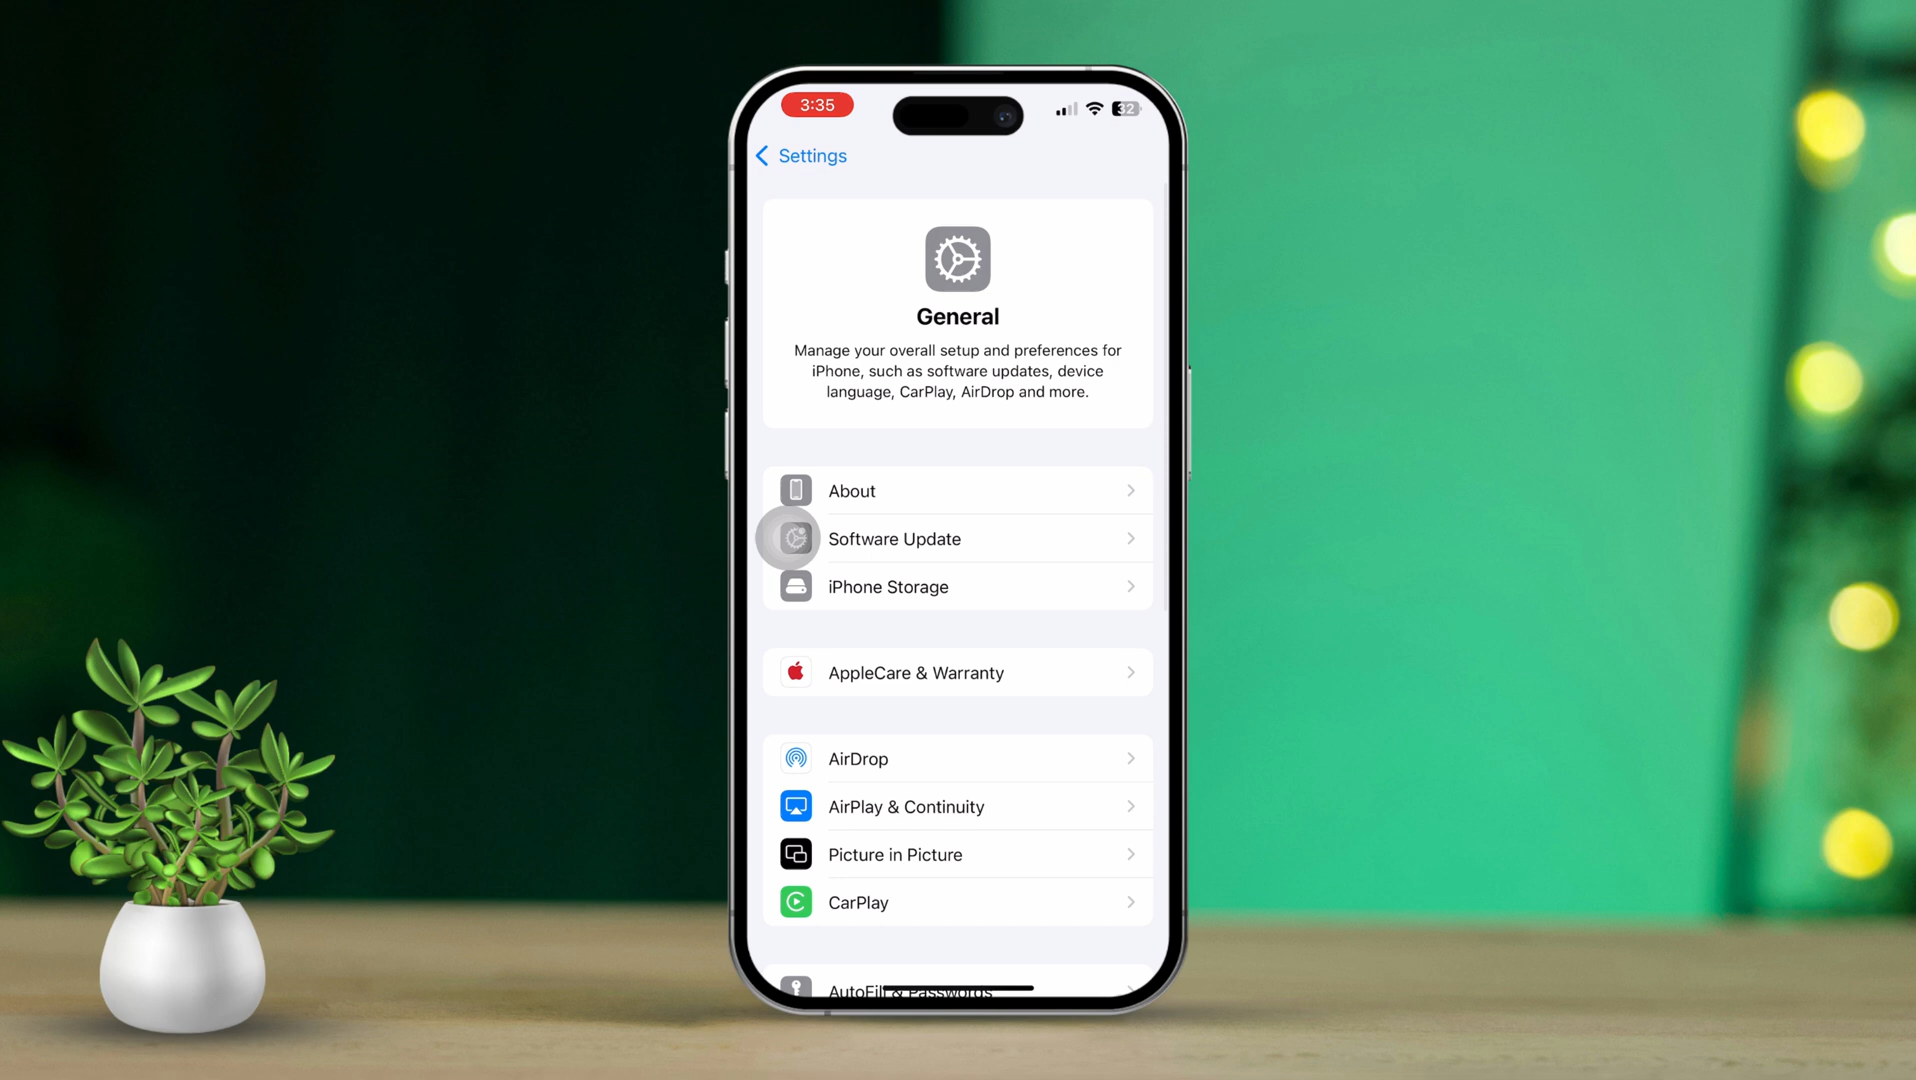 3:35
32
Settings
General
Manage your overall setup and preferences for
iPhone, such as software updates, device
language, CarPlay, AirDrop and more.
About
Software Update
iPhone Storage
AppleCare & Warranty
AirDrop
AirPlay & Continuity
Picture in Picture
CarPlay
AutoFill & Passwords